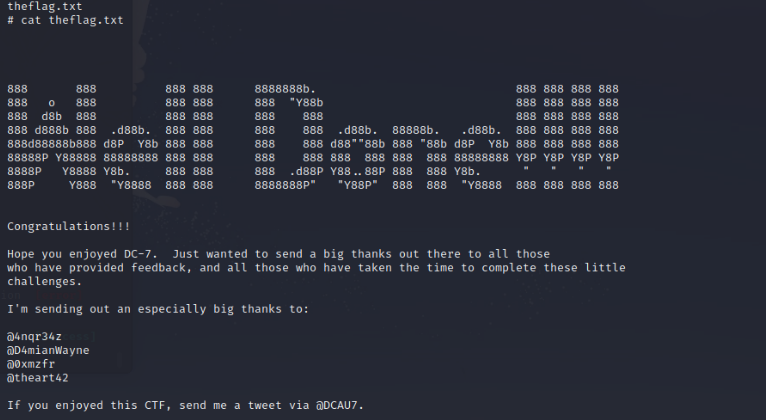 theflag.txt
# cat theflag.txt
888       888          888 888      8888888b.                             888 888 888 888
888   o   888          888 888      888  "Y88b                            888 888 888 888
888  d8b  888          888 888      888    888                            888 888 888 888
888 d888b 888  .d88b.  888 888      888    888  .d88b.  88888b.   .d88b.  888 888 888 888
888d88888b888 d8P  Y8b 888 888      888    888 d88""88b 888 "88b d8P  Y8b 888 888 888 888
88888P Y88888 88888888 888 888      888    888 888  888 888  888 88888888 Y8P Y8P Y8P Y8P
8888P   Y8888 Y8b.     888 888      888  .d88P Y88..88P 888  888 Y8b.      "   "   "   "
888P     Y888  "Y8888  888 888      8888888P"   "Y88P"  888  888  "Y8888  888 888 888 888
Congratulations!!!
Hope you enjoyed DC-7.  Just wanted to send a big thanks out there to all those
who have provided feedback, and all those who have taken the time to complete these little
challenges.
I'm sending out an especially big thanks to:
@4nqr34z
@D4mianWayne
@0xmzfr
@theart42
If you enjoyed this CTF, send me a tweet via @DCAU7.